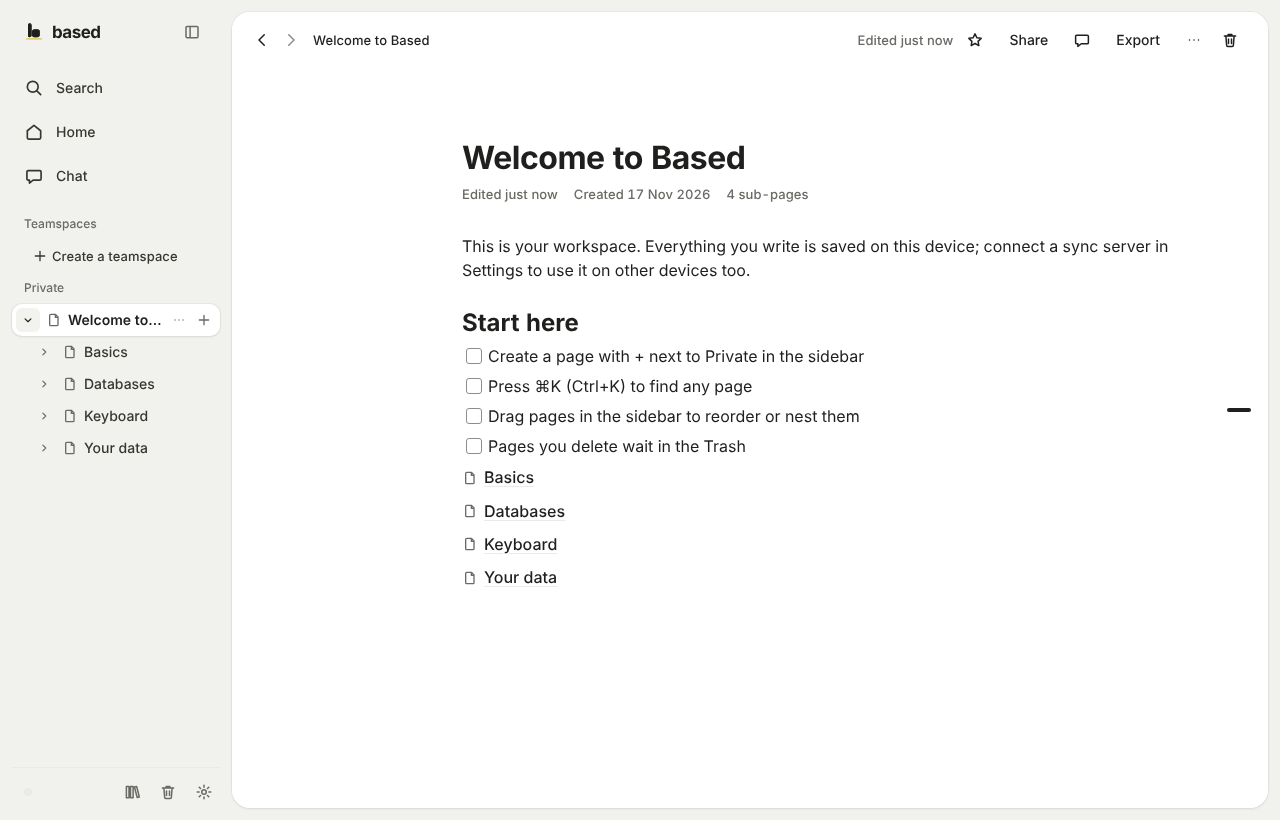 based
Search
Home
Chat
Teamspaces
Create a teamspace
Private
Welcome to...
Basics
Databases
Keyboard
Your data
Welcome to Based
Edited just now
Share
Export
Welcome to Based
Edited just now Created 17 Nov 2026 4 sub-pages
This is your workspace. Everything you write is saved on this device; connect a sync server in
Settings to use it on other devices too.
Start here
Create a page with + next to Private in the sidebar
Press ⌘K (Ctrl+K) to find any page
Drag pages in the sidebar to reorder or nest them
Pages you delete wait in the Trash
Basics
Databases
Keyboard
Your data